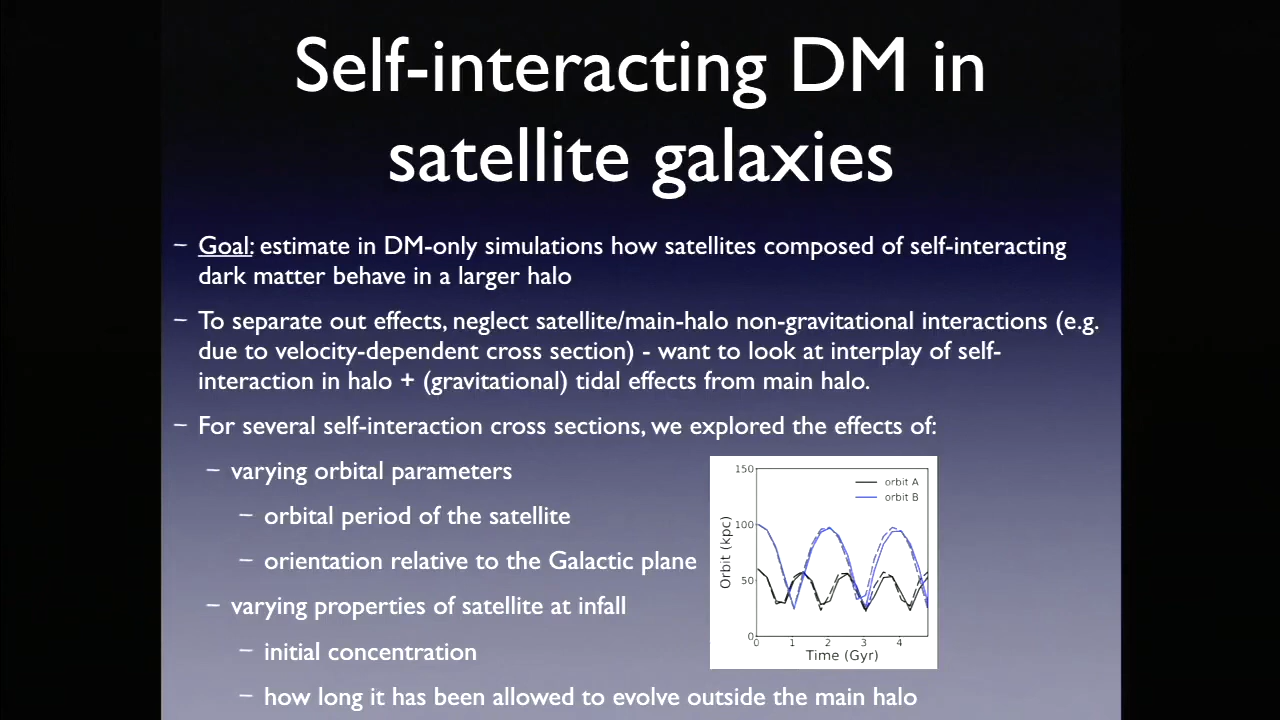 Self-interacting DM in
satellite galaxies
– Goal: estimate in DM-only simulations how satellites composed of self-interacting
dark matter behave in a larger halo
– To separate out effects, neglect satellite/main-halo non-gravitational interactions (e.g.
due to velocity-dependent cross section) - want to look at interplay of self-
interaction in halo + (gravitational) tidal effects from main halo.
– For several self-interaction cross sections, we explored the effects of:
– varying orbital parameters
– orbital period of the satellite
– orientation relative to the Galactic plane
– varying properties of satellite at infall
– initial concentration
– how long it has been allowed to evolve outside the main halo
150
100
50
0
Orbit (kpc)
orbit A
orbit B
0 1 2 3 4
Time (Gyr)